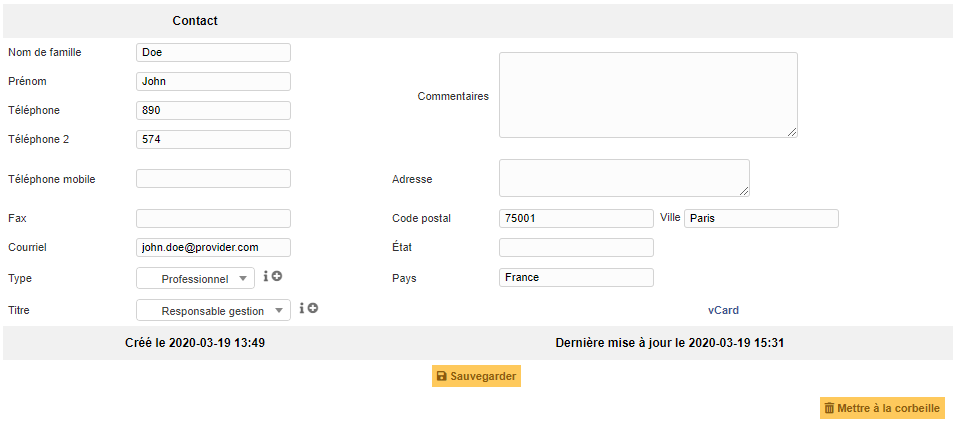 Contact
Nom de famille Doe
Prénom John
Commentaires
Téléphone 890
Téléphone 2 574
Téléphone mobile
Adresse
Fax
Code postal 75001 Ville Paris
Courriel john.doe@provider.com
État
Type Professionnel
Pays France
Titre Responsable gestion
vCard
Créé le 2020-03-19 13:49 Dernière mise à jour le 2020-03-19 15:31
Sauvegarder
Mettre à la corbeille